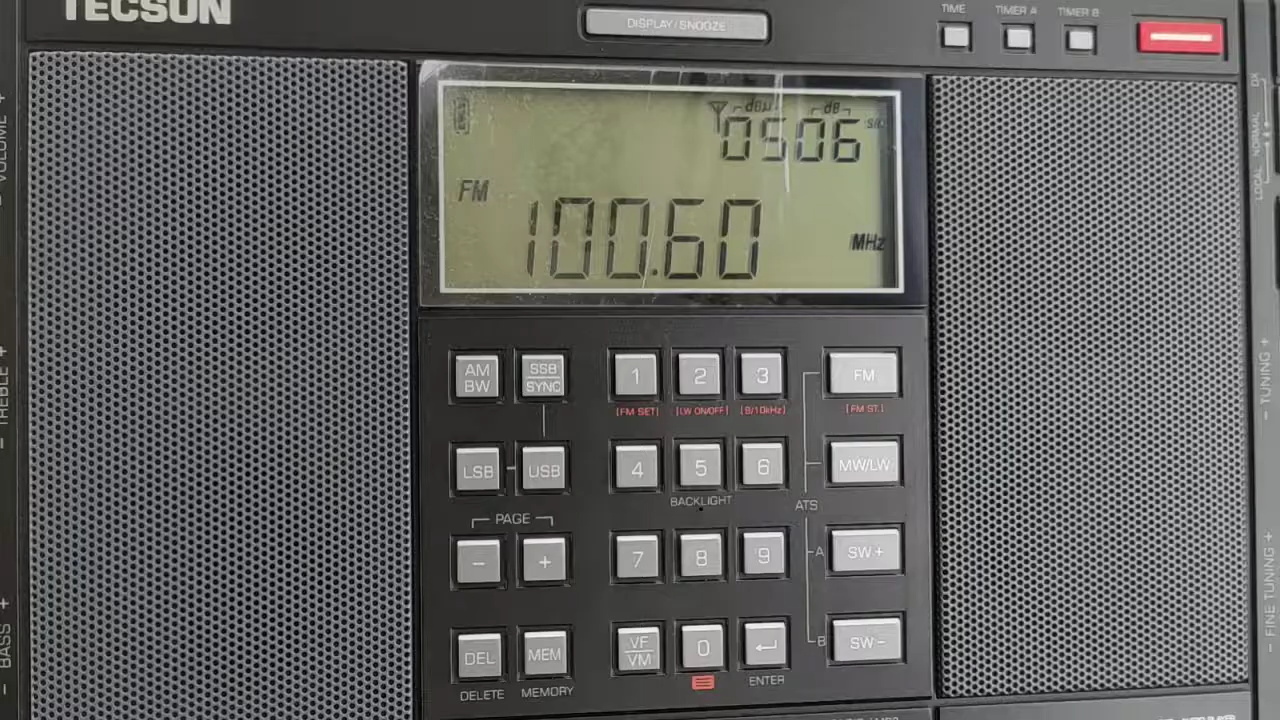 TECSUN
DISPLAY/SNOOZE
TIME
TIMER A
TIMER B
dBµ
dB
0506
S/N
FM
100.60
MHz
- VOLUME +
- TREBLE +
- BASS +
LOCAL NORMAL DX
- TUNING +
- FINE TUNING +
AM BW
SSB SYNC
1
2
3
FM
[FM SET]
[LW ON/OFF]
[9/10kHz]
[FM ST.]
LSB
USB
4
5
6
MW/LW
BACKLIGHT
ATS
PAGE
-
+
7
8
9
A
SW+
DEL
MEM
VF VM
0
B
SW-
DELETE
MEMORY
ENTER